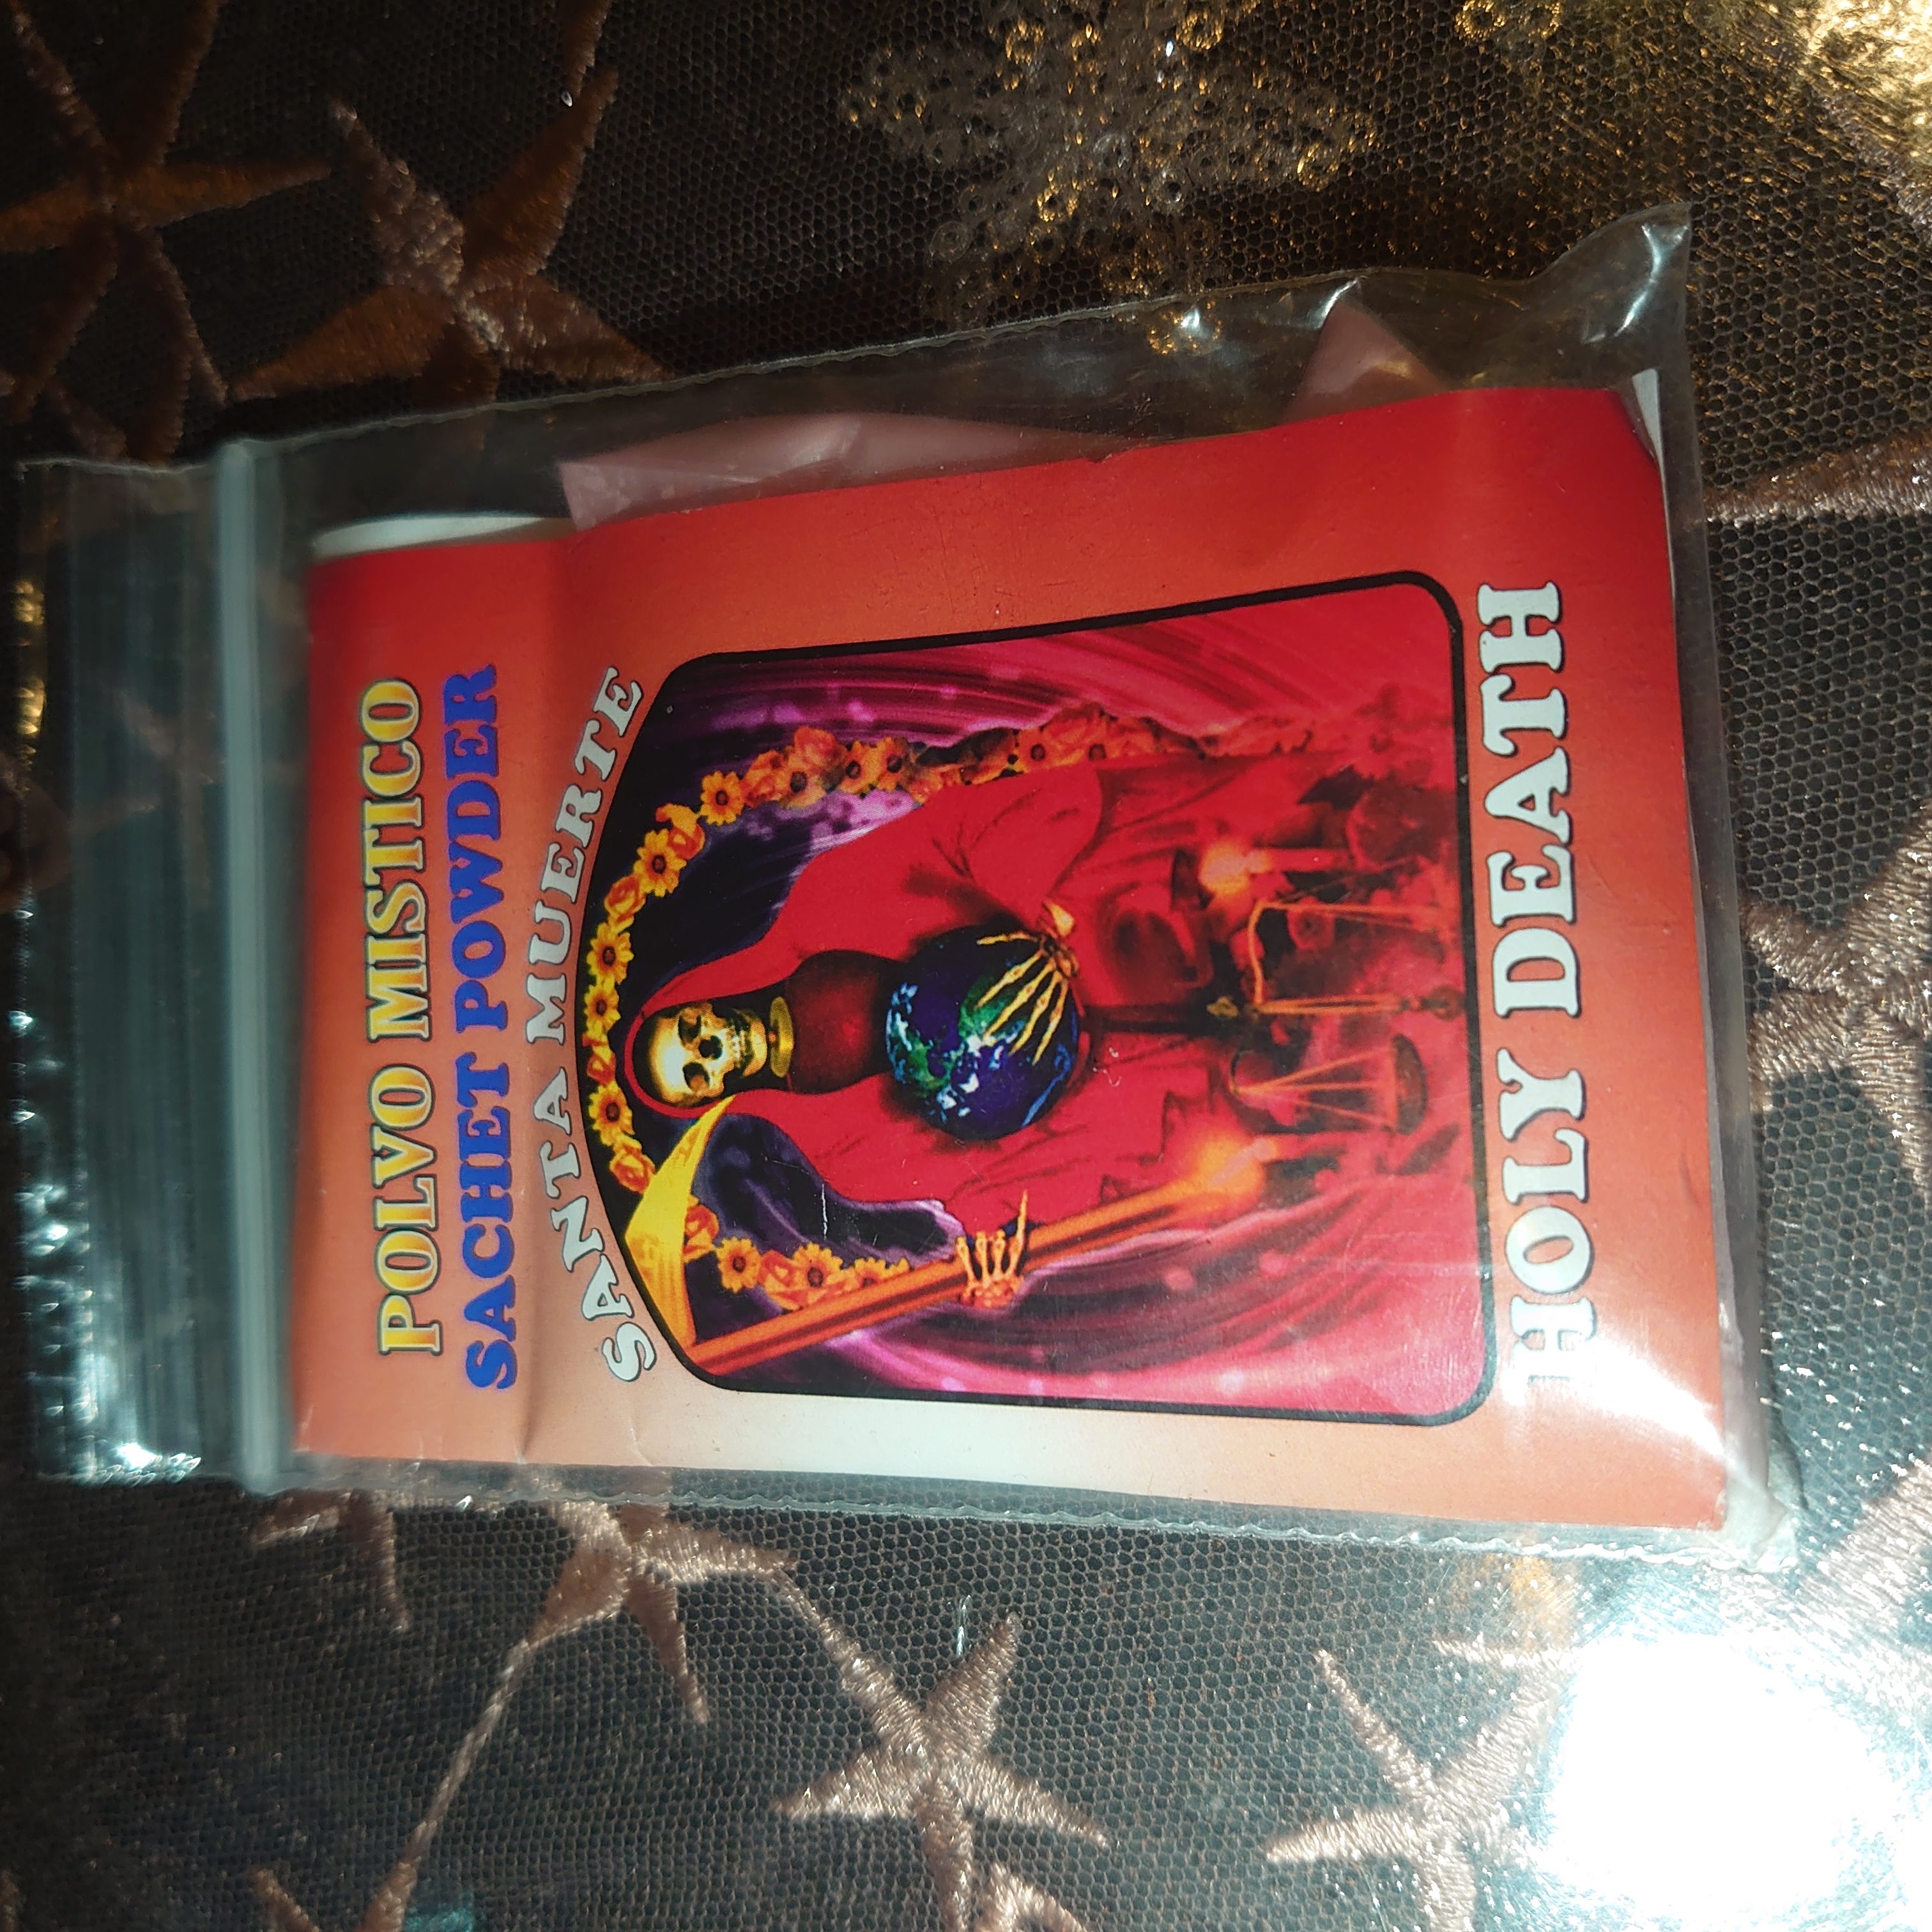 POLVO MISTICO
SACHET POWDER
SANTA MUERTE
HOLY DEATH